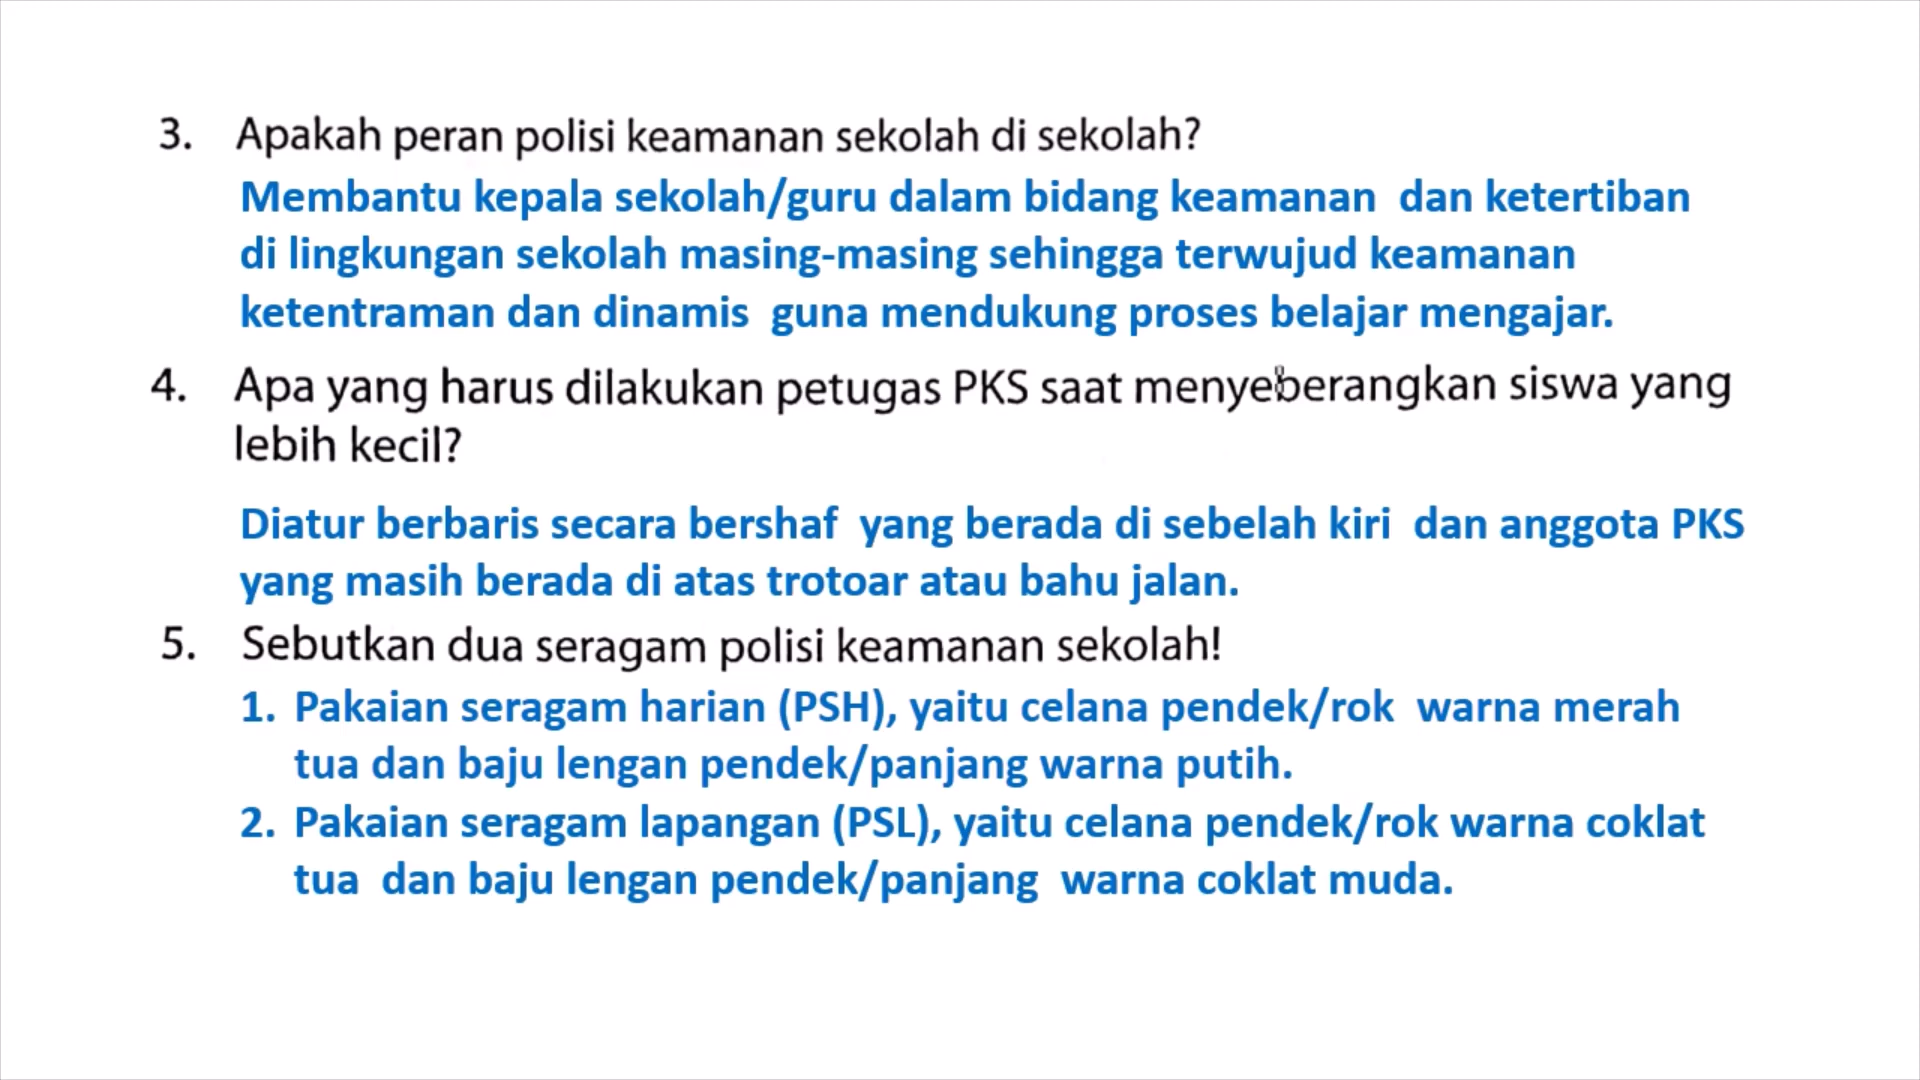 3. Apakah peran polisi keamanan sekolah di sekolah?
Membantu kepala sekolah/guru dalam bidang keamanan dan ketertiban
di lingkungan sekolah masing-masing sehingga terwujud keamanan
ketentraman dan dinamis guna mendukung proses belajar mengajar.
4. Apa yang harus dilakukan petugas PKS saat menyeberangkan siswa yang
lebih kecil?
Diatur berbaris secara bershaf yang berada di sebelah kiri dan anggota PKS
yang masih berada di atas trotoar atau bahu jalan.
5. Sebutkan dua seragam polisi keamanan sekolah!
1. Pakaian seragam harian (PSH), yaitu celana pendek/rok warna merah
tua dan baju lengan pendek/panjang warna putih.
2. Pakaian seragam lapangan (PSL), yaitu celana pendek/rok warna coklat
tua dan baju lengan pendek/panjang warna coklat muda.